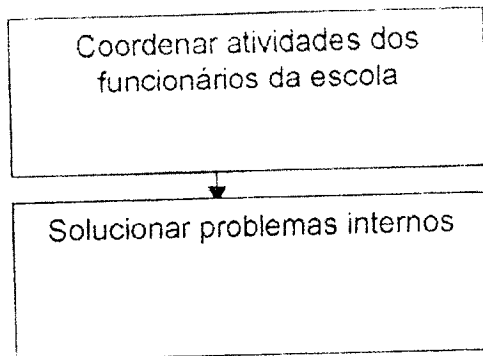 Coordenar atividades dos
funcionários da escola
Solucionar problemas internos